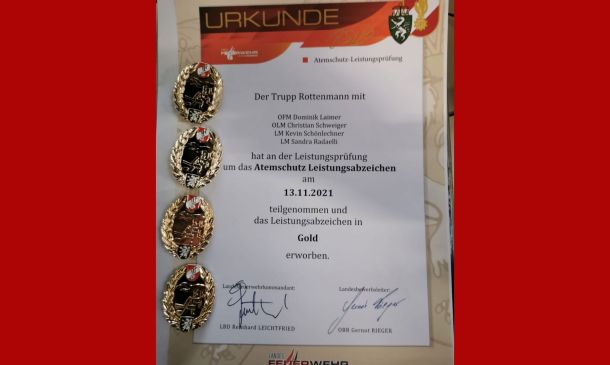 URKUNDE
FEUERWEHR
Atemschutz-Leistungsprüfung
Der Trupp Rottenmann mit
OFM Dominik Laimer
OLM Christian Schweiger
LM Kevin Schönlechner
LM Sandra Radaelli
hat an der Leistungsprüfung
um das Atemschutz Leistungsabzeichen
am
13.11.2021
teilgenommen und
das Leistungsabzeichen in
Gold
erworben.
Landesfeuerwehrkommandant: Landesbewerbsleiter:
LBD Reinhard LEICHTFRIED OBR Gernot RIEGER
LANDES
FEUERWEHR